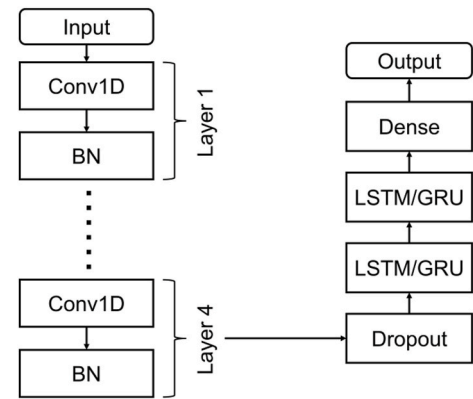 Input
Conv1D
BN
Layer 1
Conv1D
BN
Layer 4
Output
Dense
LSTM/GRU
LSTM/GRU
Dropout